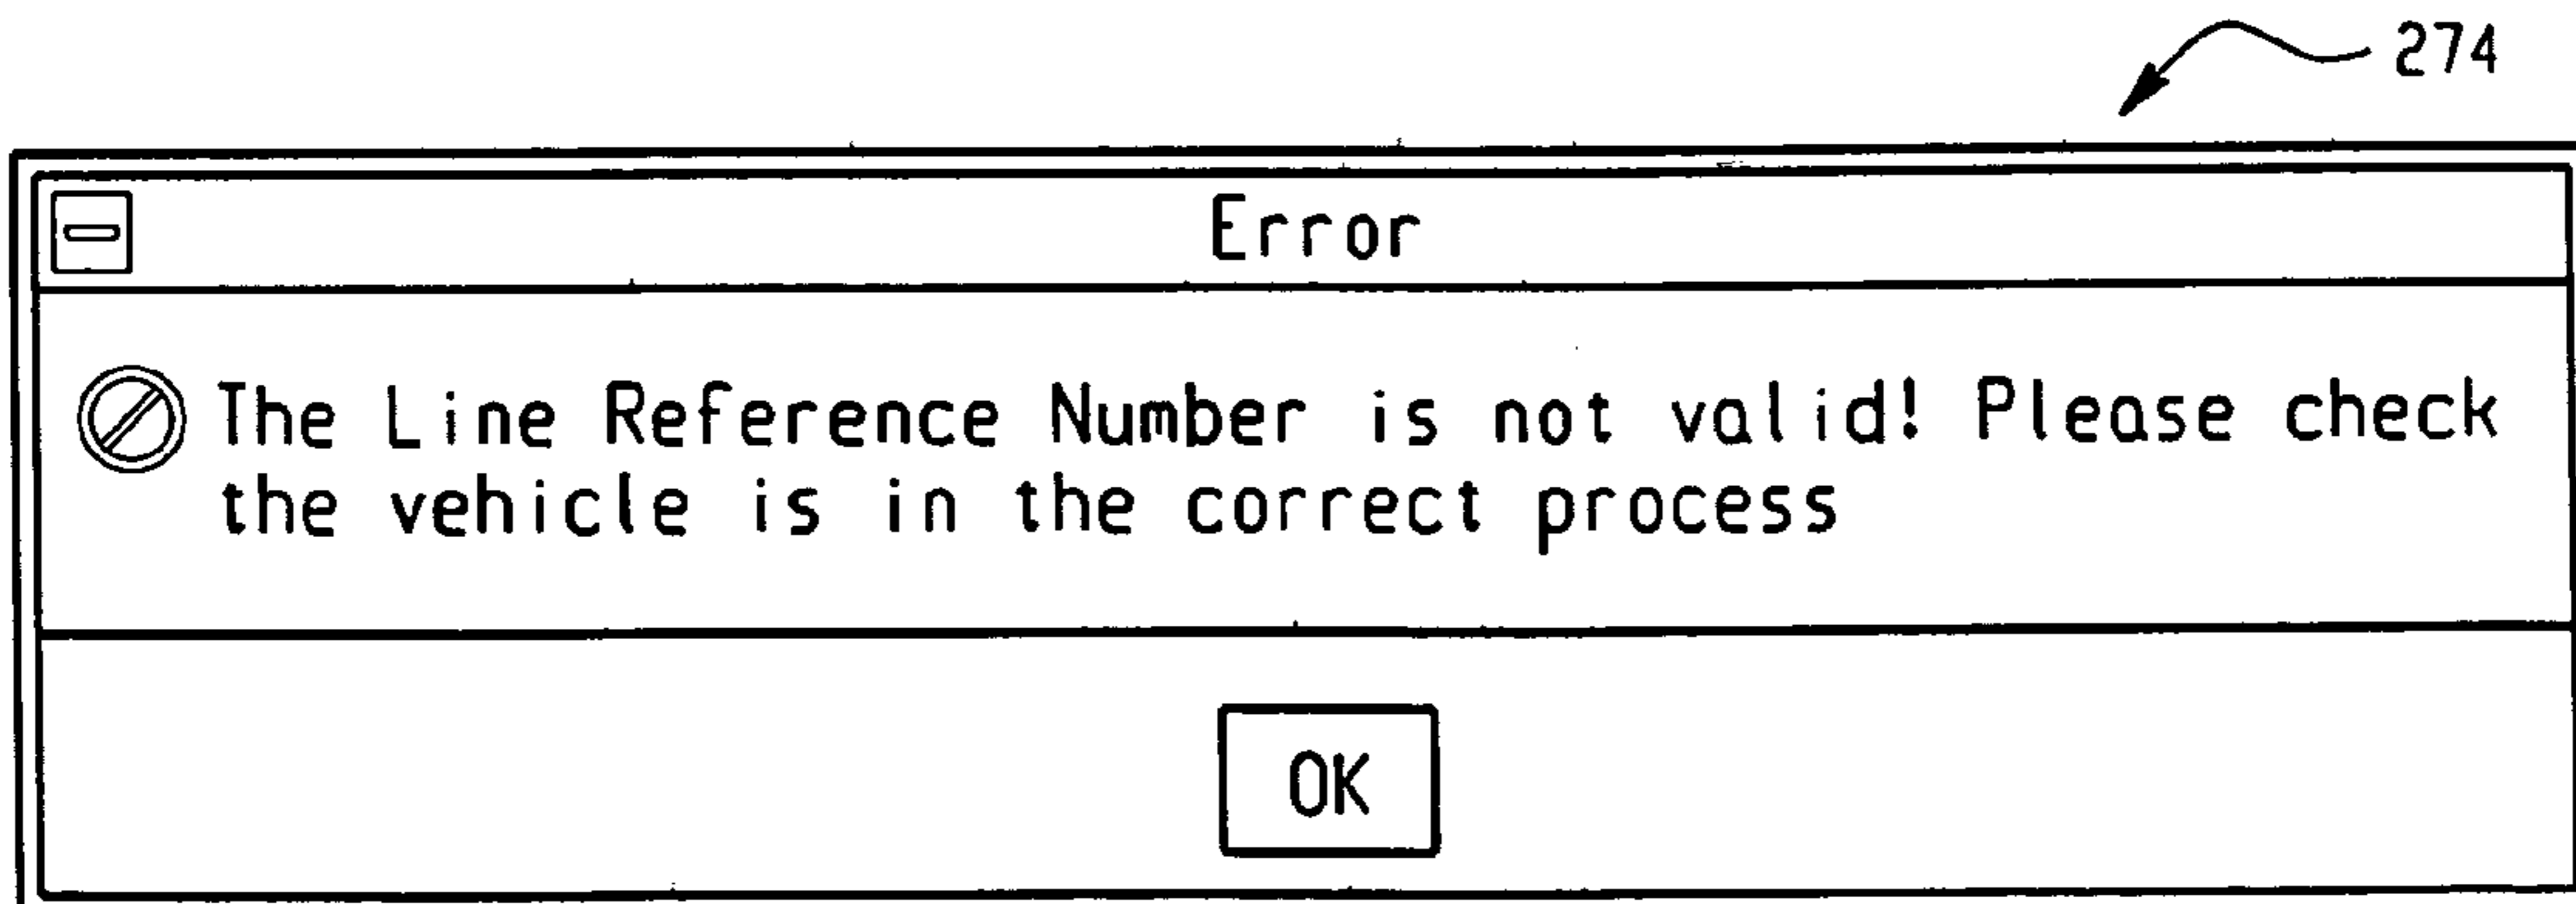 274
Error
The Line Reference Number is not valid! Please check
the vehicle is in the correct process
OK